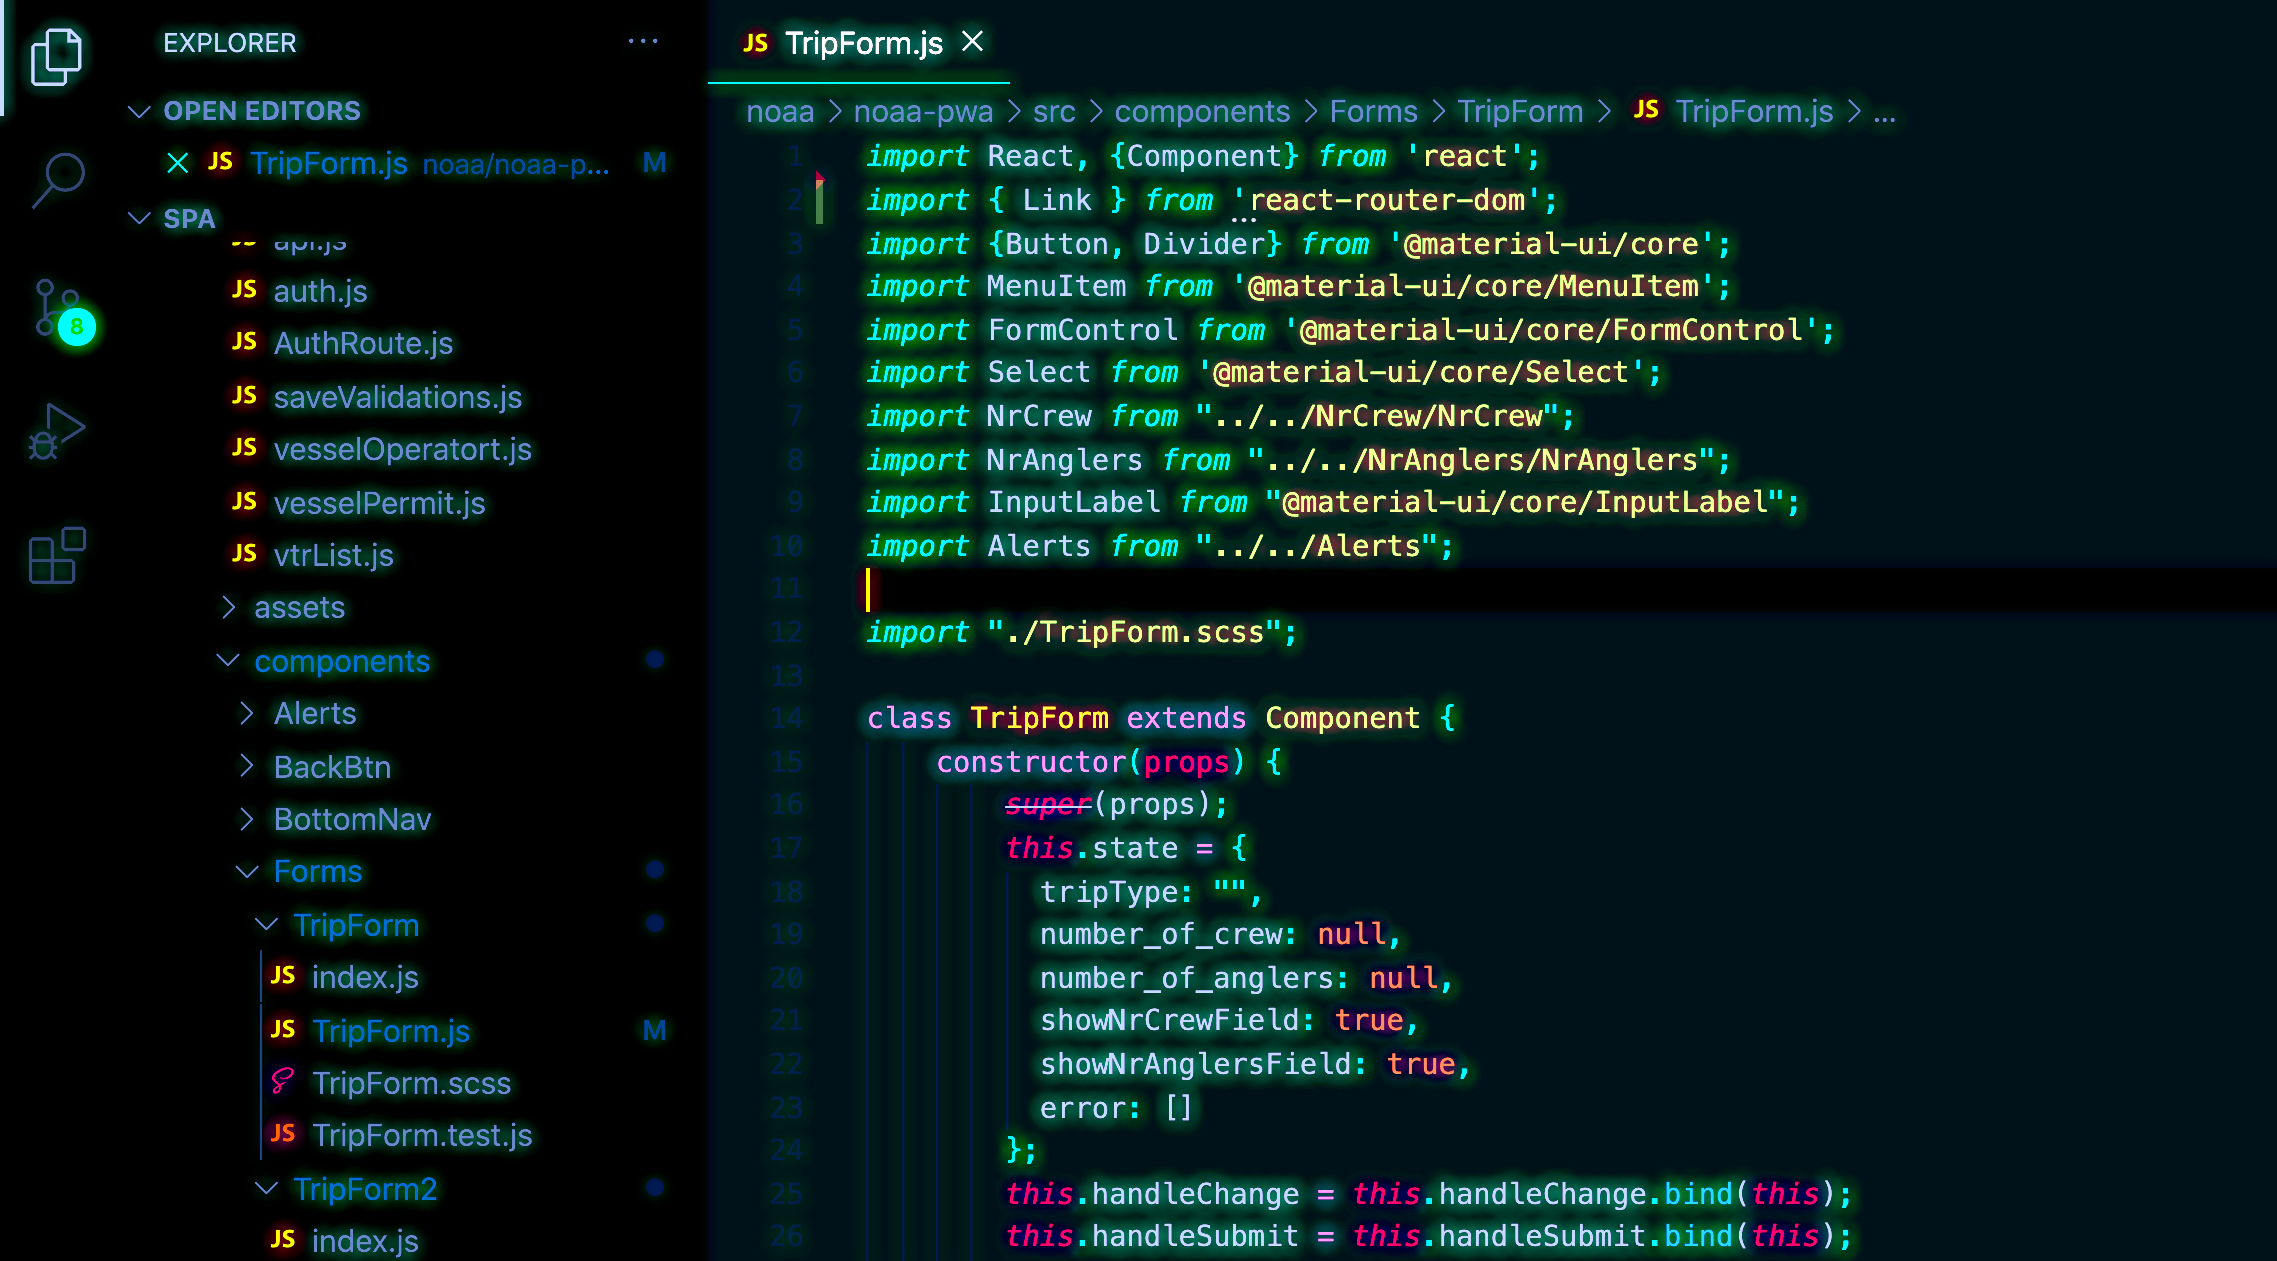 EXPLORER ...
OPEN EDITORS
JS TripForm.js noaa/noaa-p... M
SPA
api.js
JS auth.js
JS AuthRoute.js
JS saveValidations.js
JS vesselOperatort.js
JS vesselPermit.js
JS vtrList.js
assets
components
Alerts
BackBtn
BottomNav
Forms
TripForm
JS index.js
JS TripForm.js M
TripForm.scss
JS TripForm.test.js
TripForm2
JS index.js
8
JS TripForm.js
noaa > noaa-pwa > src > components > Forms > TripForm > JS TripForm.js > ...
1 import React, {Component} from 'react';
2 import { Link } from 'react-router-dom';
3 import {Button, Divider} from '@material-ui/core';
4 import MenuItem from '@material-ui/core/MenuItem';
5 import FormControl from '@material-ui/core/FormControl';
6 import Select from '@material-ui/core/Select';
7 import NrCrew from "../../NrCrew/NrCrew";
8 import NrAnglers from "../../NrAnglers/NrAnglers";
9 import InputLabel from "@material-ui/core/InputLabel";
10 import Alerts from "../../Alerts";
11
12 import "./TripForm.scss";
13
14 class TripForm extends Component {
15 constructor(props) {
16 super(props);
17 this.state = {
18 tripType: "",
19 number_of_crew: null,
20 number_of_anglers: null,
21 showNrCrewField: true,
22 showNrAnglersField: true,
23 error: []
24 };
25 this.handleChange = this.handleChange.bind(this);
26 this.handleSubmit = this.handleSubmit.bind(this);